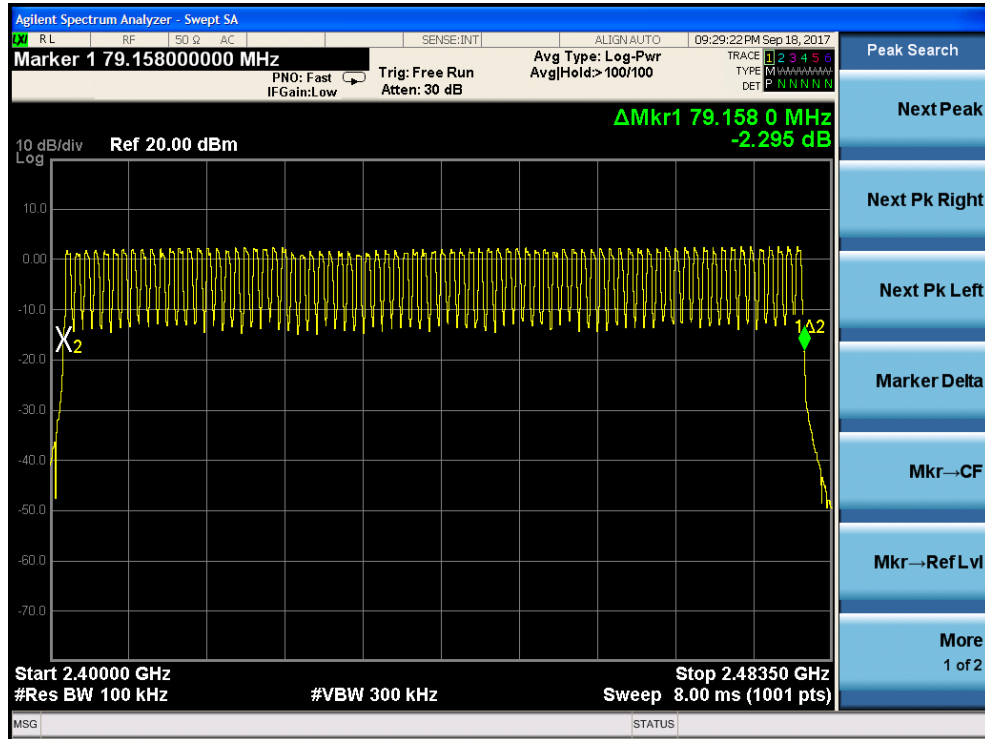 Agilent Spectrum Analyzer - Swept SA
LXI RL RF 50 Ω AC SENSE:INT ALIGN AUTO 09:29:22 PM Sep 18, 2017
Marker 1 79.158000000 MHz
PNO: Fast
IFGain:Low
Trig: Free Run
Atten: 30 dB
Avg Type: Log-Pwr
Avg|Hold:>100/100
TRACE 1 2 3 4 5 6
TYPE M
DET P N N N N N
Peak Search
Next Peak
Next Pk Right
Next Pk Left
Marker Delta
Mkr→CF
Mkr→Ref Lvl
More
1 of 2
ΔMkr1 79.158 0 MHz
-2.295 dB
10 dB/div Ref 20.00 dBm
Log
10.0
0.00
-10.0
-20.0
-30.0
-40.0
-50.0
-60.0
-70.0
X2
1Δ2
Start 2.40000 GHz Stop 2.48350 GHz
#Res BW 100 kHz #VBW 300 kHz Sweep 8.00 ms (1001 pts)
MSG STATUS